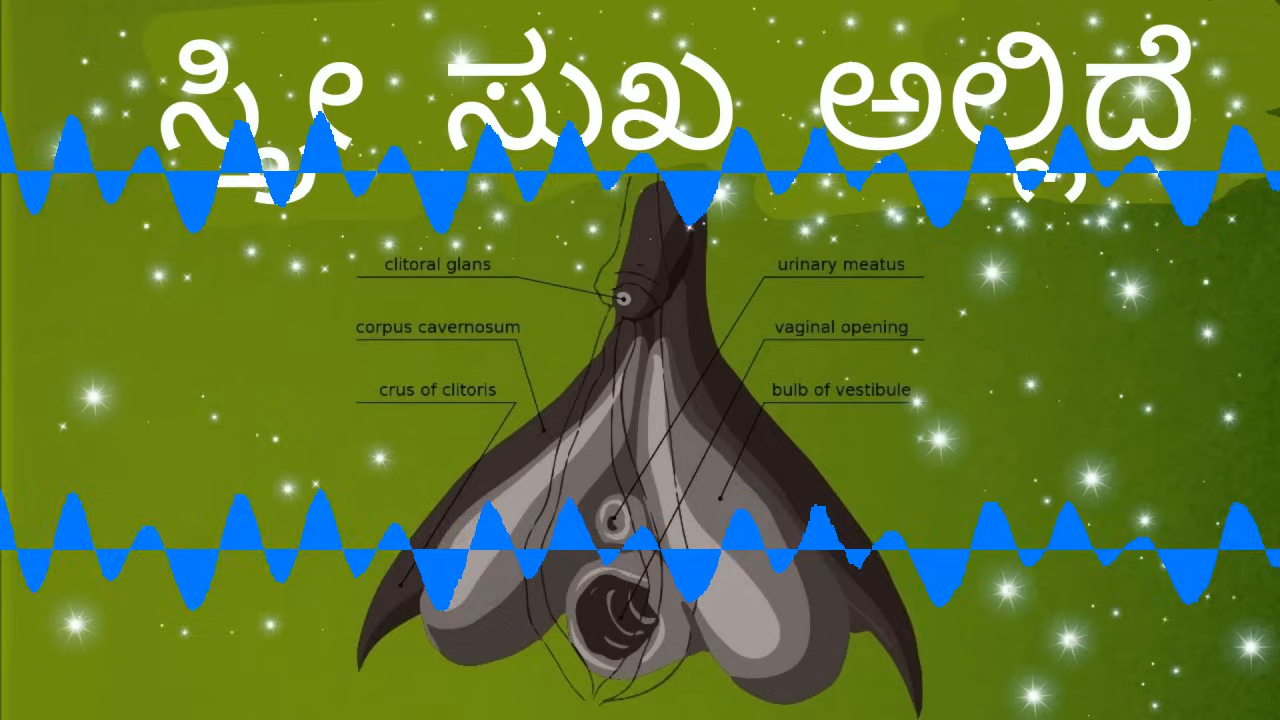 ಸ್ತ್ರೀ ಸುಖ ಅಲ್ಲಿದೆ
clitoral glans
urinary meatus
corpus cavernosum
vaginal opening
crus of clitoris
bulb of vestibule